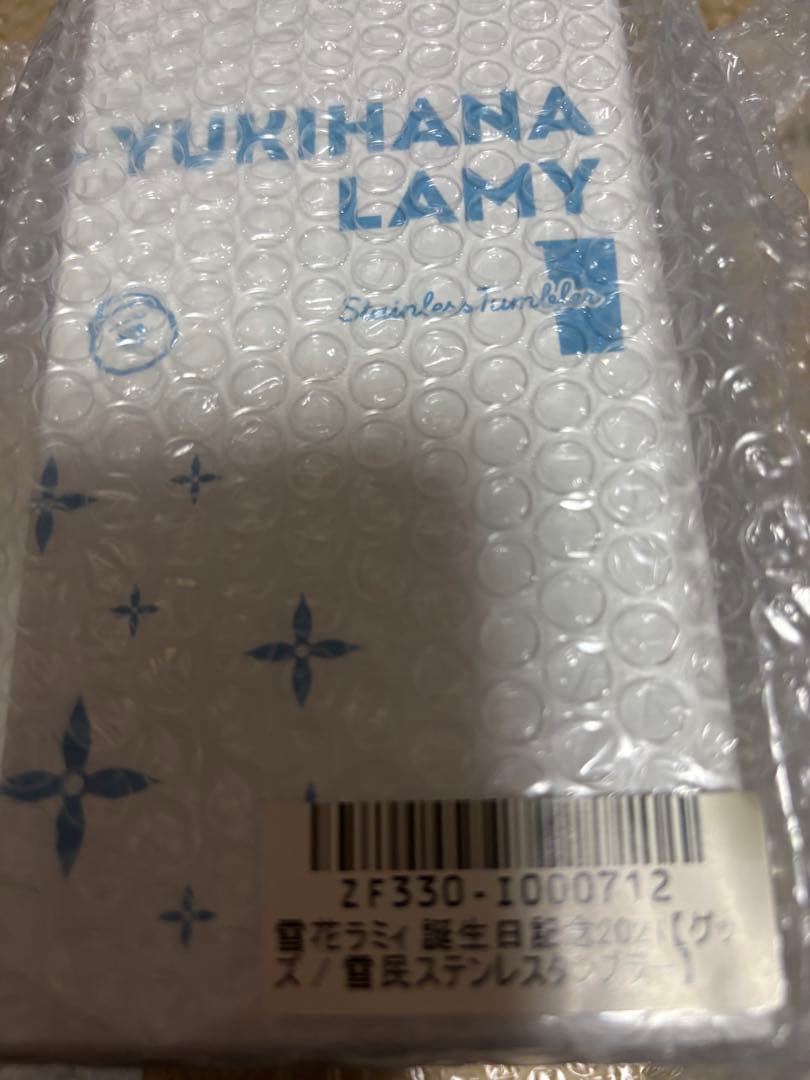 YUKIHANA
LAMY
Stainless Tumbler
ZF330-I000712
雪花ラミィ 誕生日記念2021【グッ
ズ / 雪民ステンレスタンブラー】